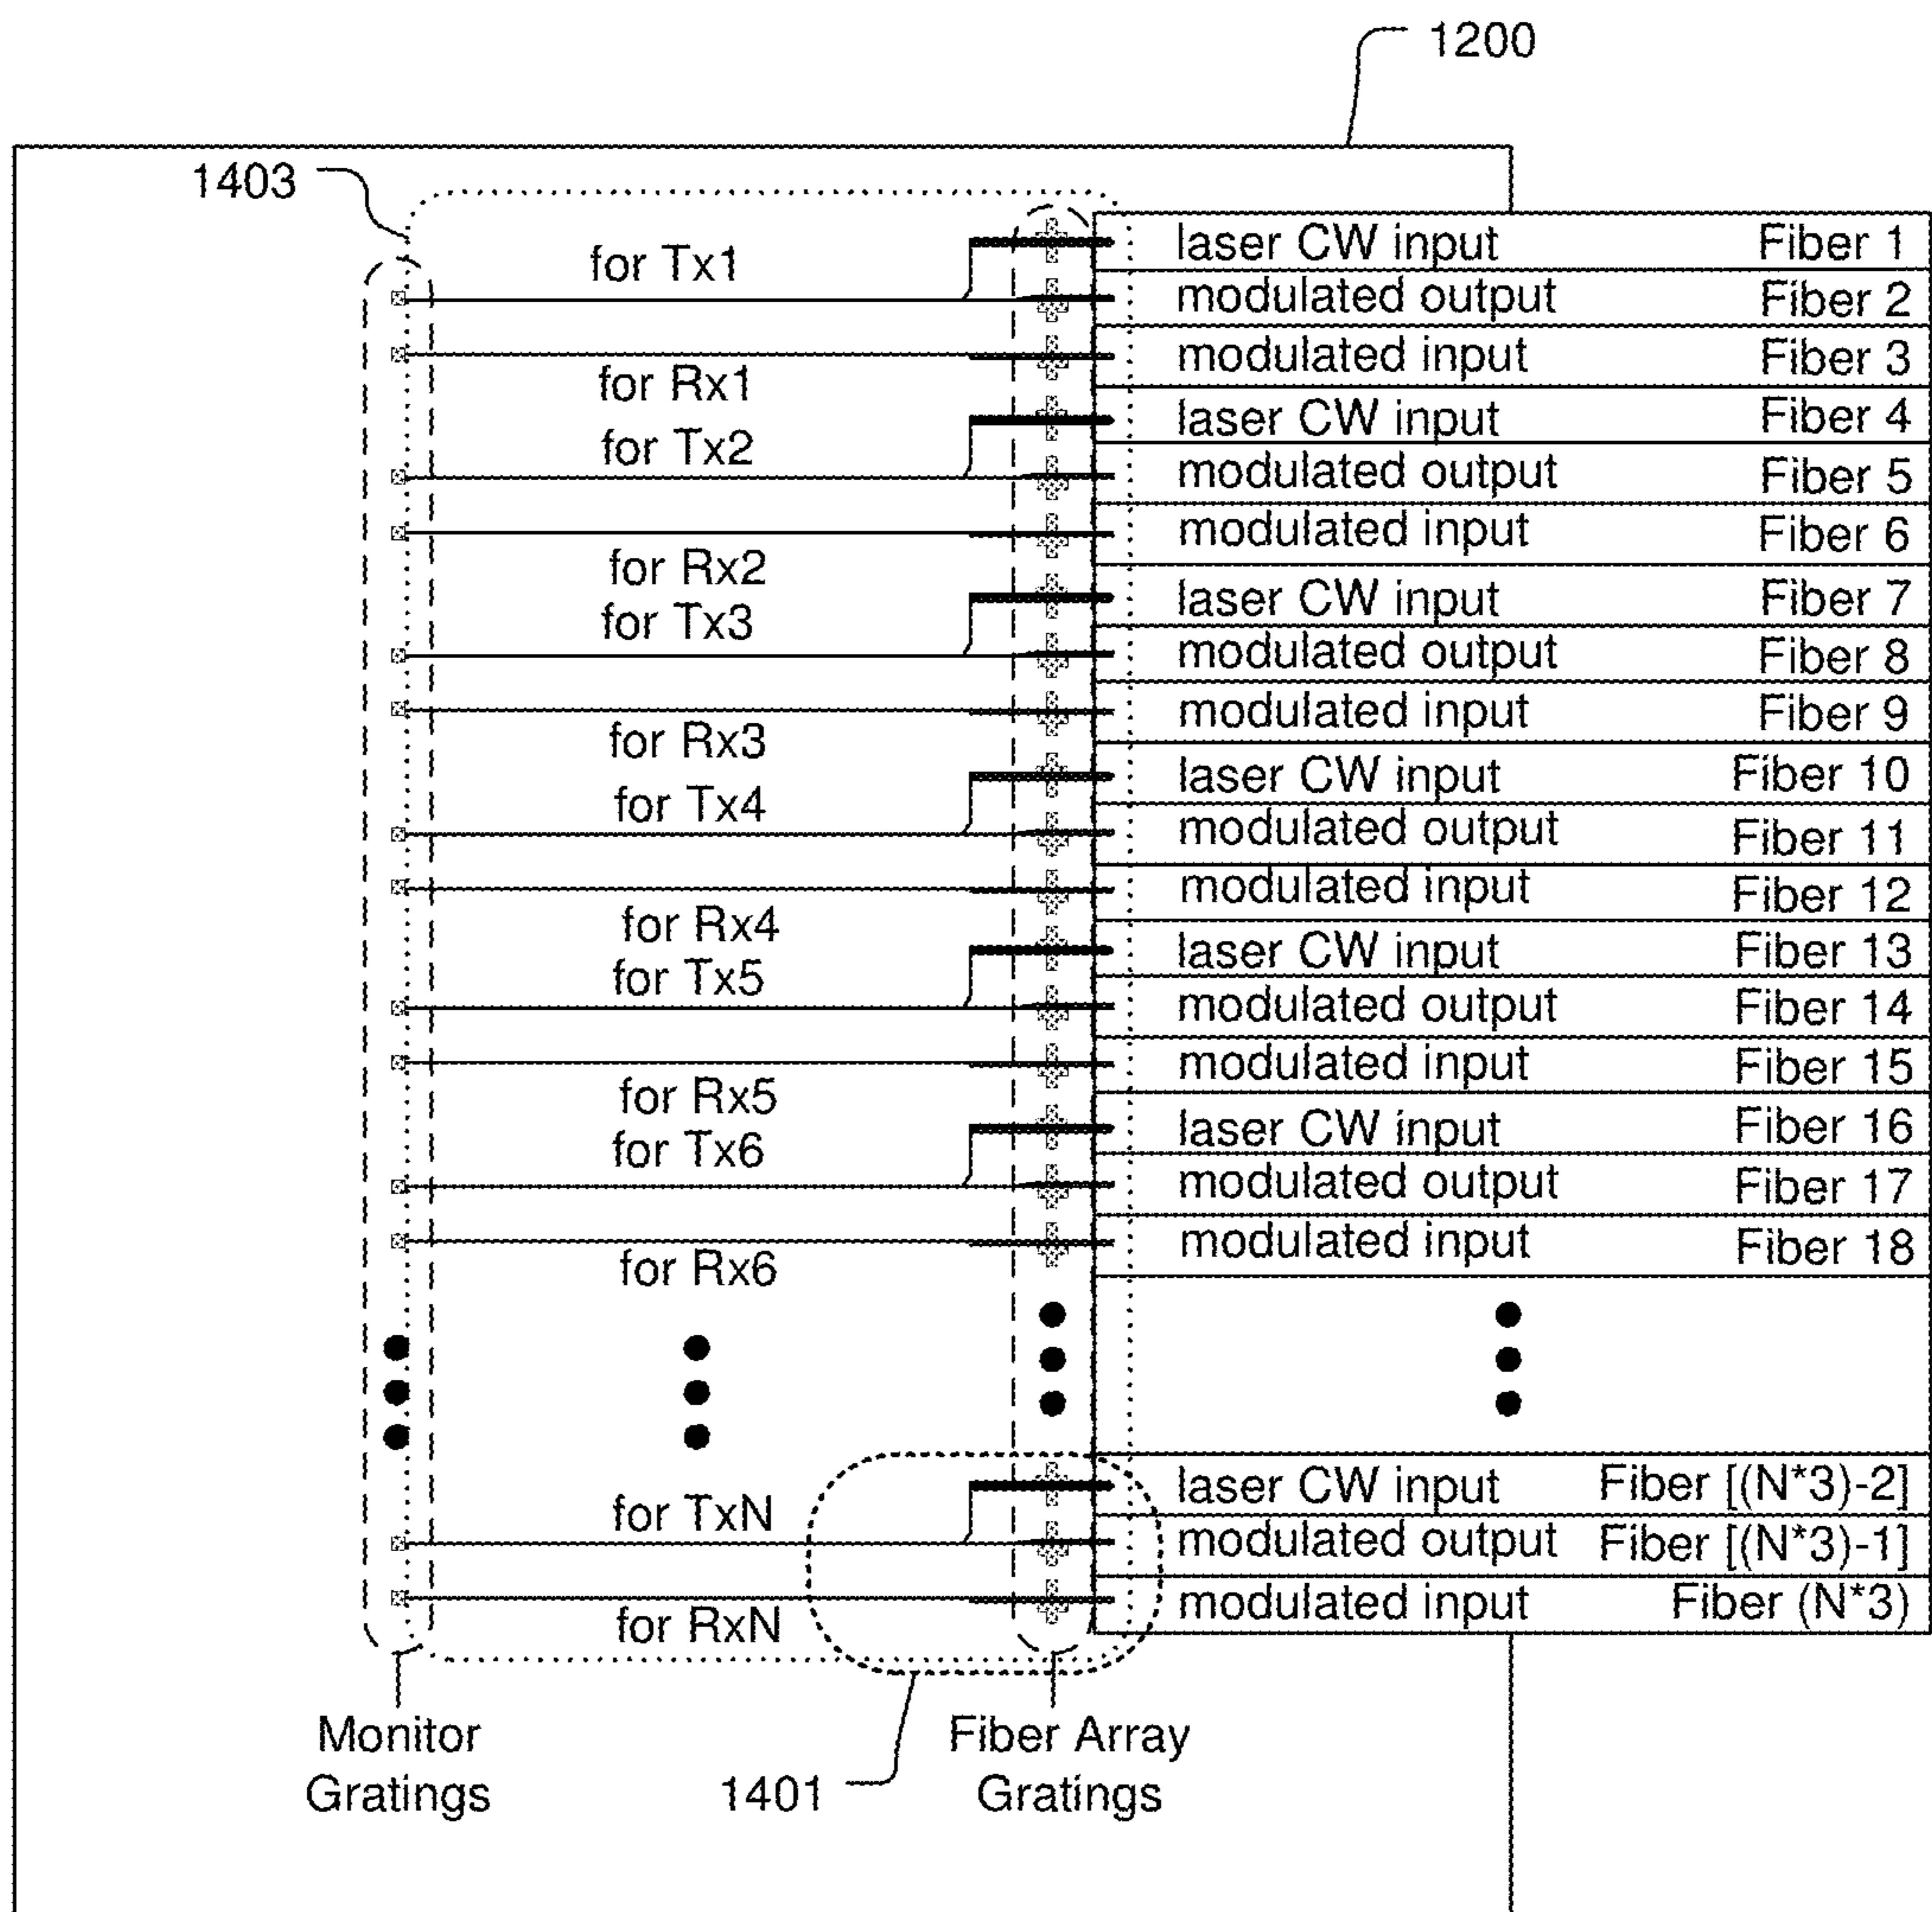 1200
1403
for Tx1
laser CW input Fiber 1
modulated output Fiber 2
modulated input Fiber 3
for Rx1
laser CW input Fiber 4
for Tx2
modulated output Fiber 5
modulated input Fiber 6
for Rx2
laser CW input Fiber 7
for Tx3
modulated output Fiber 8
modulated input Fiber 9
for Rx3
laser CW input Fiber 10
for Tx4
modulated output Fiber 11
modulated input Fiber 12
for Rx4
laser CW input Fiber 13
for Tx5
modulated output Fiber 14
modulated input Fiber 15
for Rx5
laser CW input Fiber 16
for Tx6
modulated output Fiber 17
modulated input Fiber 18
for Rx6
laser CW input Fiber [(N*3)-2]
for TxN
modulated output Fiber [(N*3)-1]
modulated input Fiber (N*3)
for RxN
Monitor
Gratings
1401
Fiber Array
Gratings